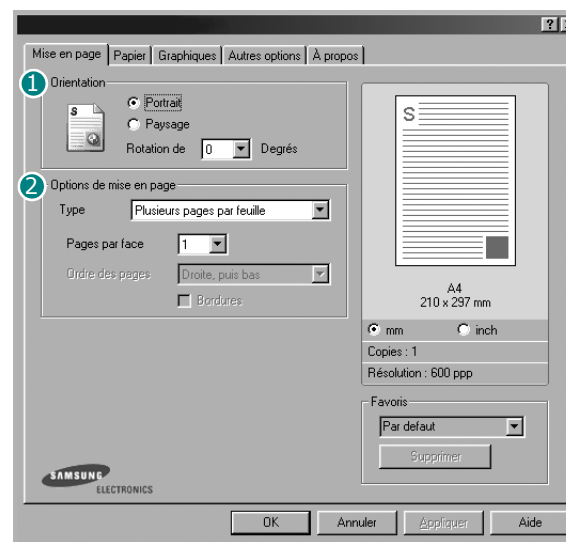 ?
Mise en page Papier Graphiques Autres options À propos
1 Orientation
S
Portrait
Paysage
Rotation de 0 Degrés
2 Options de mise en page
Type Plusieurs pages par feuille
Pages par face 1
Ordre des pages Droite, puis bas
Bordures
S
A4
210 x 297 mm
mm inch
Copies : 1
Résolution : 600 ppp
Favoris
Par defaut
Supprimer
SAMSUNG
ELECTRONICS
OK Annuler Appliquer Aide